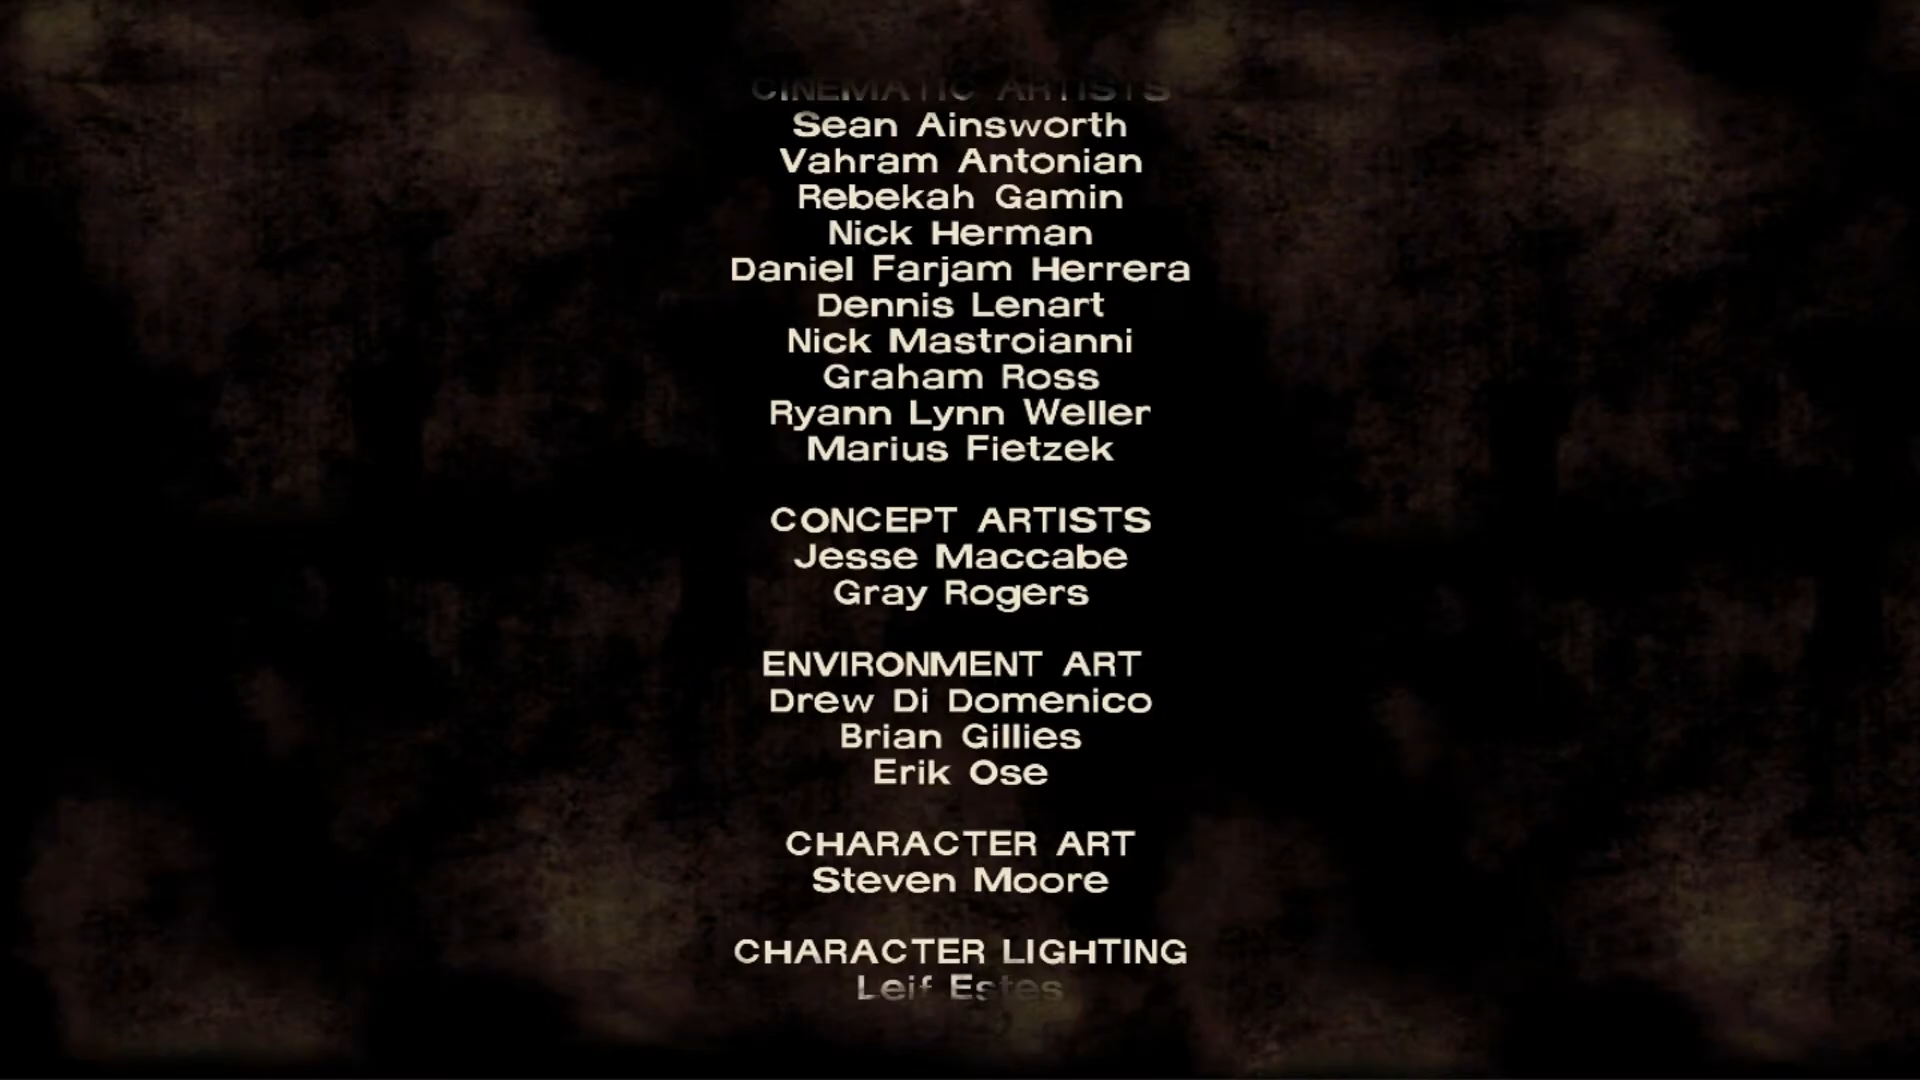 CINEMATIC ARTISTS
Sean Ainsworth
Vahram Antonian
Rebekah Gamin
Nick Herman
Daniel Farjam Herrera
Dennis Lenart
Nick Mastroianni
Graham Ross
Ryann Lynn Weller
Marius Fietzek
CONCEPT ARTISTS
Jesse Maccabe
Gray Rogers
ENVIRONMENT ART
Drew Di Domenico
Brian Gillies
Erik Ose
CHARACTER ART
Steven Moore
CHARACTER LIGHTING
Leif Estes